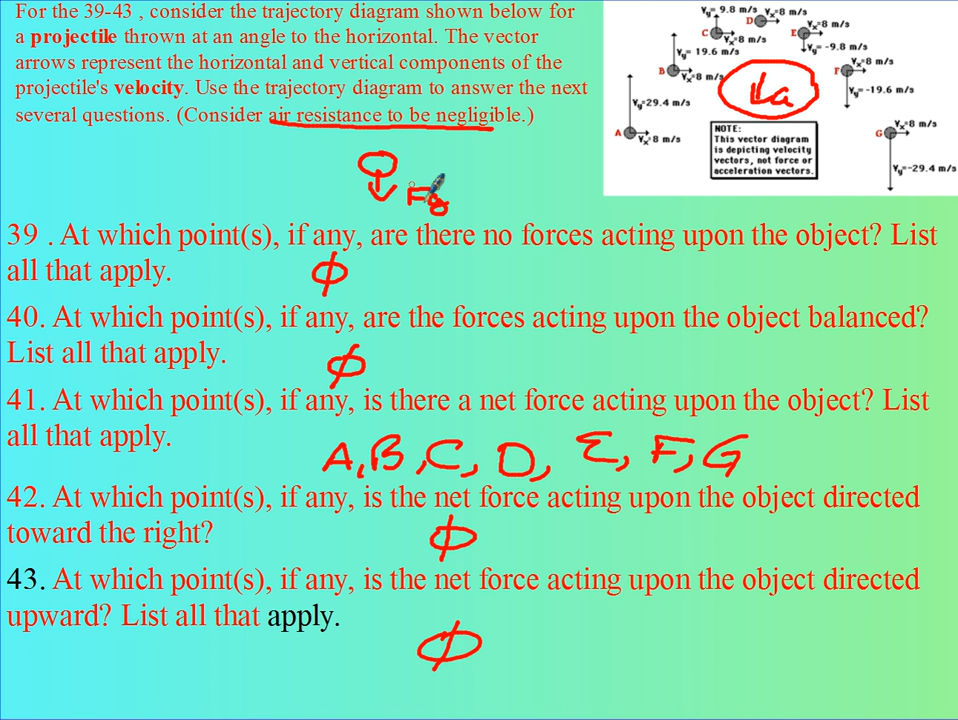 For the 39-43 , consider the trajectory diagram shown below for
a projectile thrown at an angle to the horizontal. The vector
arrows represent the horizontal and vertical components of the
projectile's velocity. Use the trajectory diagram to answer the next
several questions. (Consider air resistance to be negligible.)
Vy= 9.8 m/s
C
Vx=8 m/s
D
Vx=8 m/s
E
Vx=8 m/s
Vy= -9.8 m/s
Vy= 19.6 m/s
B
Vx=8 m/s
F
Vx=8 m/s
Vy= -19.6 m/s
Vy=29.4 m/s
A
Vx=8 m/s
G
Vx=8 m/s
Vy=-29.4 m/s
NOTE:
This vector diagram
is depicting velocity
vectors, not force or
acceleration vectors.
Fg
39 . At which point(s), if any, are there no forces acting upon the object? List
all that apply.
ϕ
40. At which point(s), if any, are the forces acting upon the object balanced?
List all that apply.
ϕ
41. At which point(s), if any, is there a net force acting upon the object? List
all that apply.
A, B, C, D, E, F, G
42. At which point(s), if any, is the net force acting upon the object directed
toward the right?
ϕ
43. At which point(s), if any, is the net force acting upon the object directed
upward? List all that apply.
ϕ